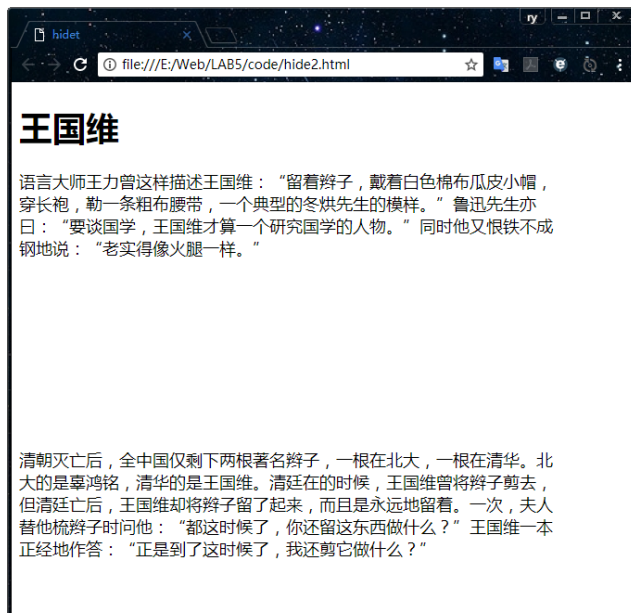 ry
hidet
file:///E:/Web/LAB5/code/hide2.html
王国维
语言大师王力曾这样描述王国维：“留着辫子，戴着白色棉布瓜皮小帽，
穿长袍，勒一条粗布腰带，一个典型的冬烘先生的模样。”鲁迅先生亦
曰：“要谈国学，王国维才算一个研究国学的人物。”同时他又恨铁不成
钢地说：“老实得像火腿一样。”
清朝灭亡后，全中国仅剩下两根著名辫子，一根在北大，一根在清华。北
大的是辜鸿铭，清华的是王国维。清廷在的时候，王国维曾将辫子剪去，
但清廷亡后，王国维却将辫子留了起来，而且是永远地留着。一次，夫人
替他梳辫子时问他：“都这时候了，你还留这东西做什么？”王国维一本
正经地作答：“正是到了这时候了，我还剪它做什么？”